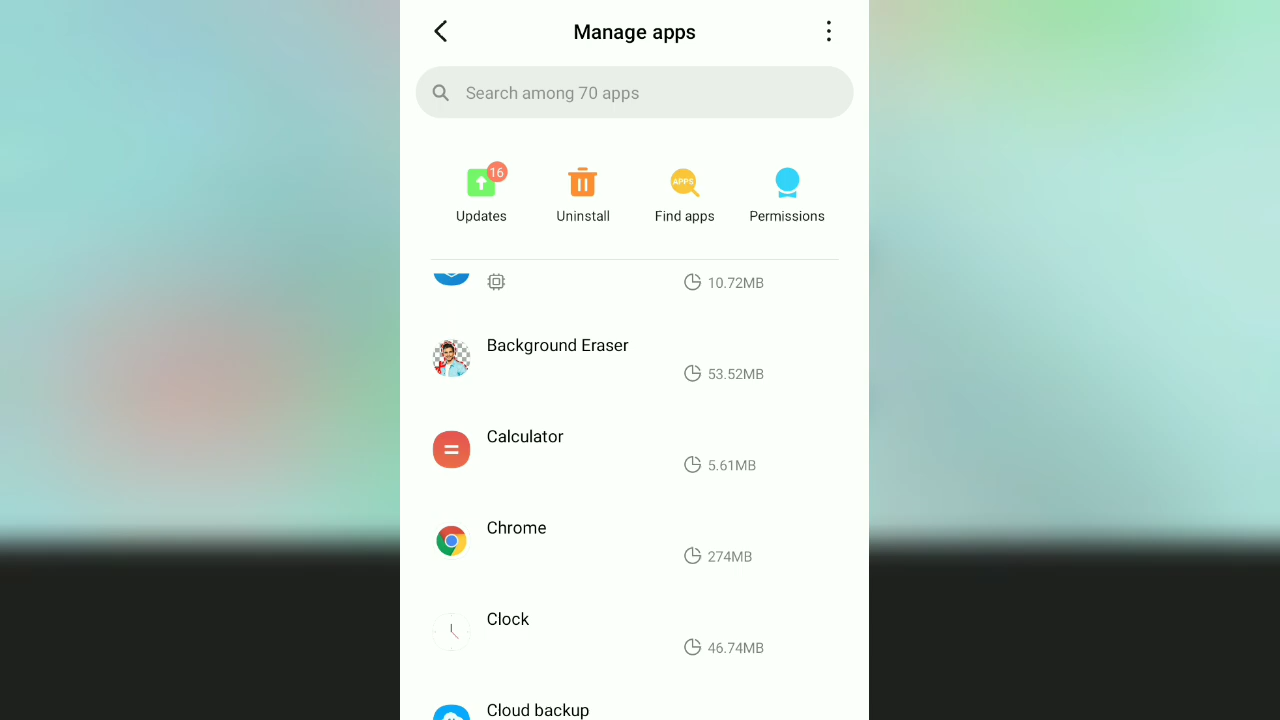 Manage apps
Search among 70 apps
16
APPS
Updates
Uninstall
Find apps
Permissions
10.72MB
Background Eraser
53.52MB
Calculator
5.61MB
Chrome
274MB
Clock
46.74MB
Cloud backup